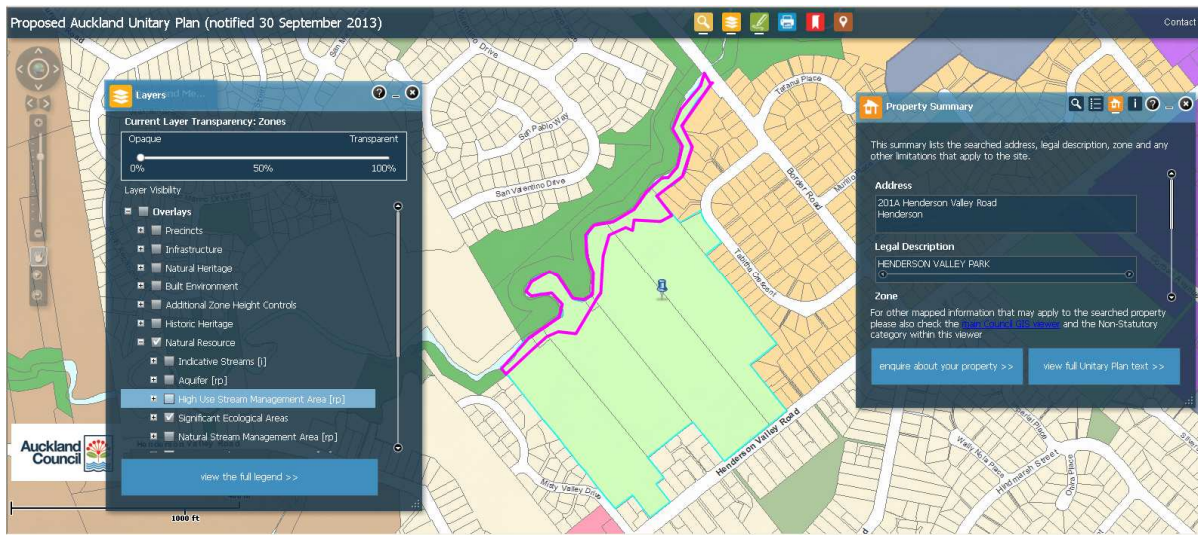 Proposed Auckland Unitary Plan (notified 30 September 2013)
Contact
Layers
Current Layer Transparency: Zones
Opaque Transparent
0% 50% 100%
Layer Visibility
Overlays
Precincts
Infrastructure
Natural Heritage
Built Environment
Additional Zone Height Controls
Historic Heritage
Natural Resource
Indicative Streams [i]
Aquifer [rp]
High Use Stream Management Area [rp]
Significant Ecological Areas
Natural Stream Management Area [rp]
view the full legend >>
Auckland
Council
1000 ft
Drive
San Pablo Way
San Valentino Drive
Border Road
Tabitha Crescent
Henderson Valley Road
Misty Valley Drive
Hindmarsh Street
Property Summary
This summary lists the searched address, legal description, zone and any
other limitations that apply to the site.
Address
201A Henderson Valley Road
Henderson
Legal Description
HENDERSON VALLEY PARK
Zone
For other mapped information that may apply to the searched property
please also check the main Council GIS viewer and the Non-Statutory
category within this viewer
enquire about your property >>
view full Unitary Plan text >>